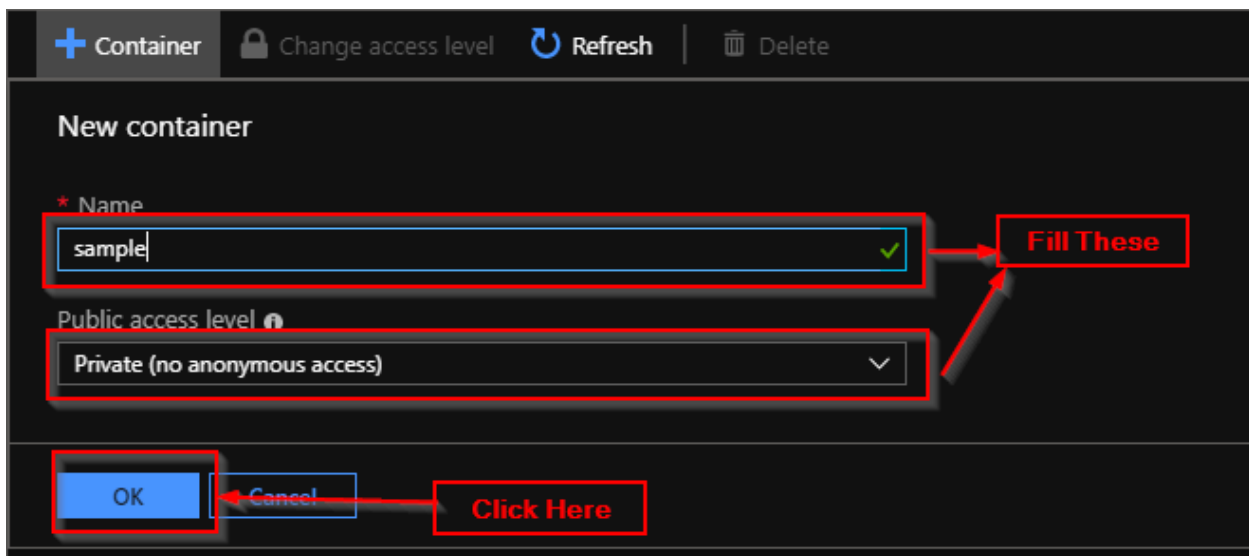 Container Change access level Refresh Delete
New container
* Name
sample
Fill These
Public access level
Private (no anonymous access)
OK Cancel
Click Here